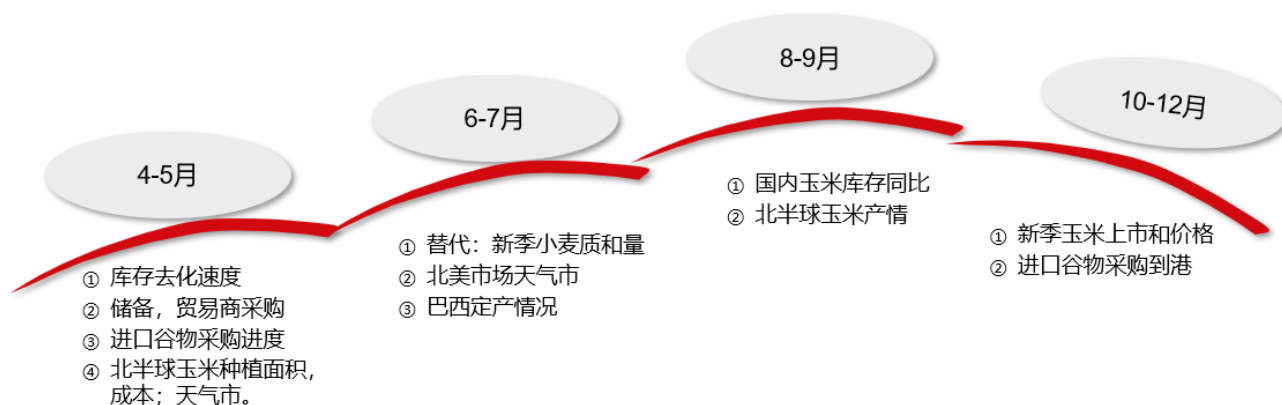 4-5月
① 库存去化速度
② 储备，贸易商采购
③ 进口谷物采购进度
④ 北半球玉米种植面积，
成本；天气市。
6-7月
① 替代：新季小麦质和量
② 北美市场天气市
③ 巴西定产情况
8-9月
① 国内玉米库存同比
② 北半球玉米产情
10-12月
① 新季玉米上市和价格
② 进口谷物采购到港